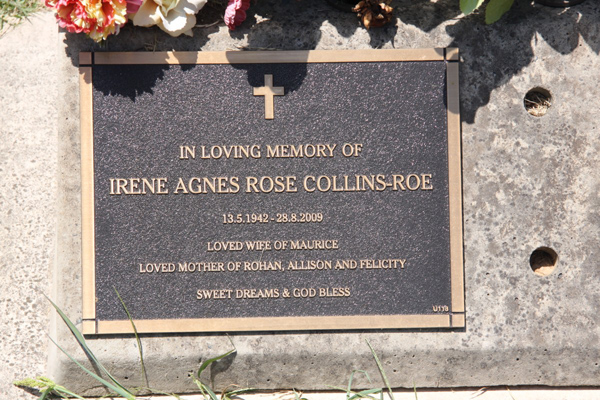 IN LOVING MEMORY OF
IRENE AGNES ROSE COLLINS-ROE
13.5.1942 - 28.8.2009
LOVED WIFE OF MAURICE
LOVED MOTHER OF ROHAN, ALLISON AND FELICITY
SWEET DREAMS & GOD BLESS
U119